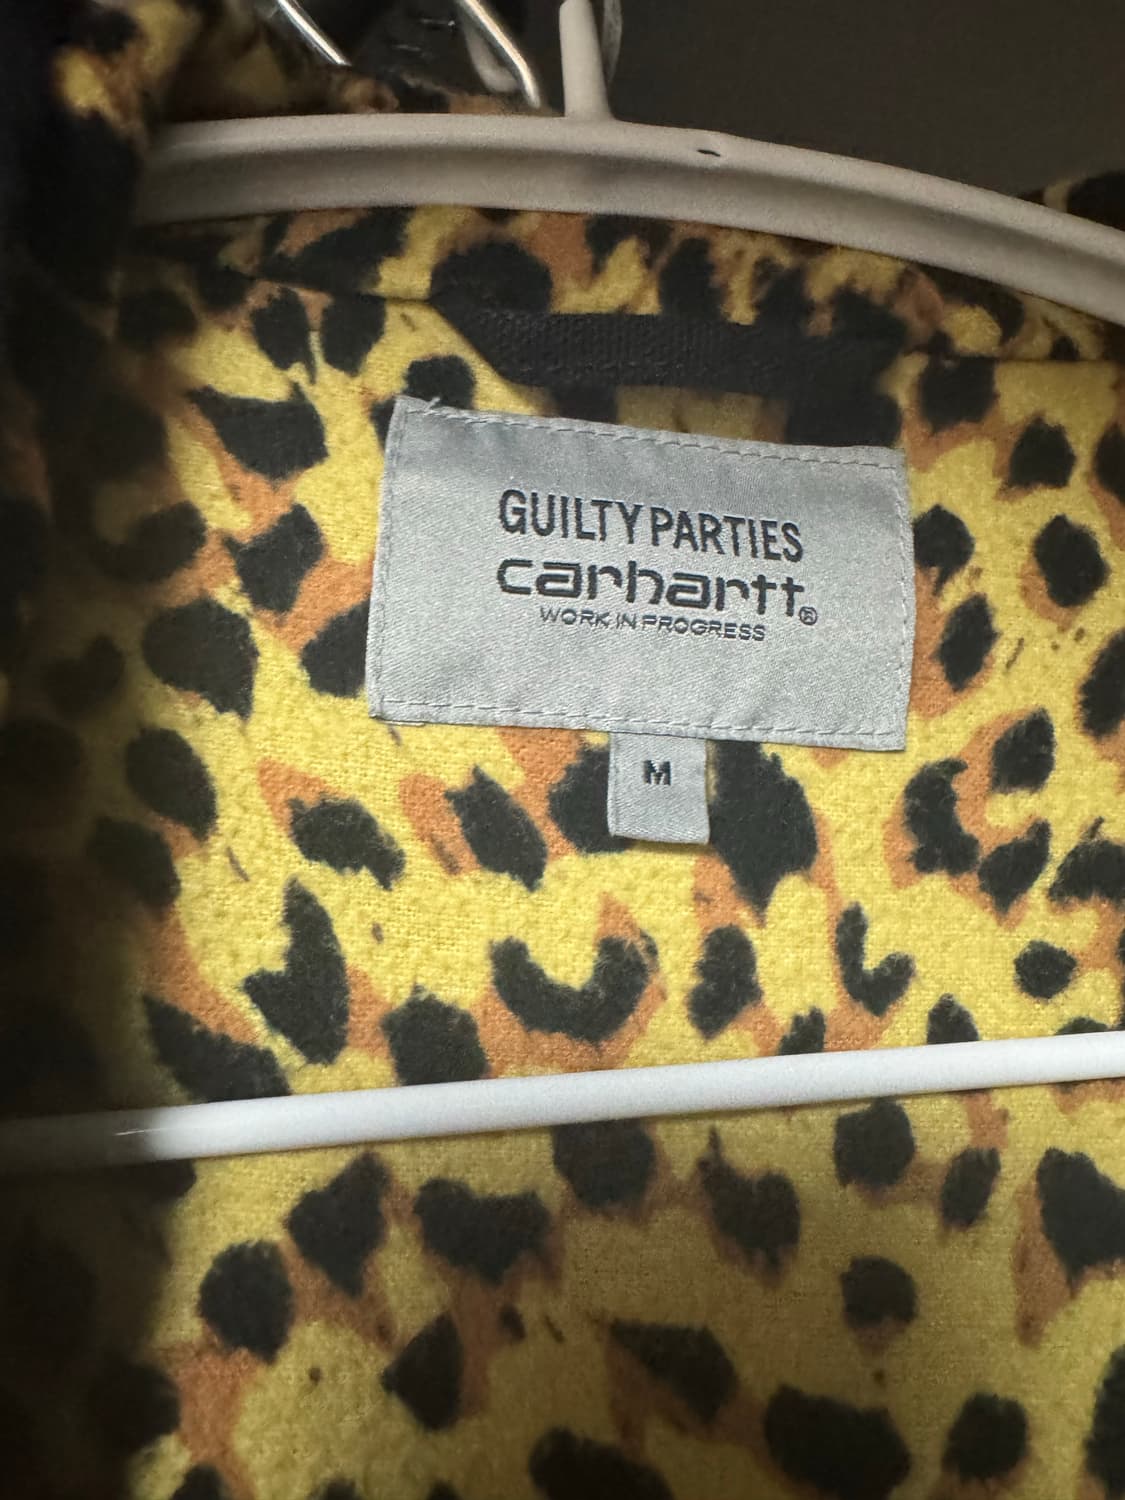 GUILTY PARTIES
carhartt®
WORK IN PROGRESS
M